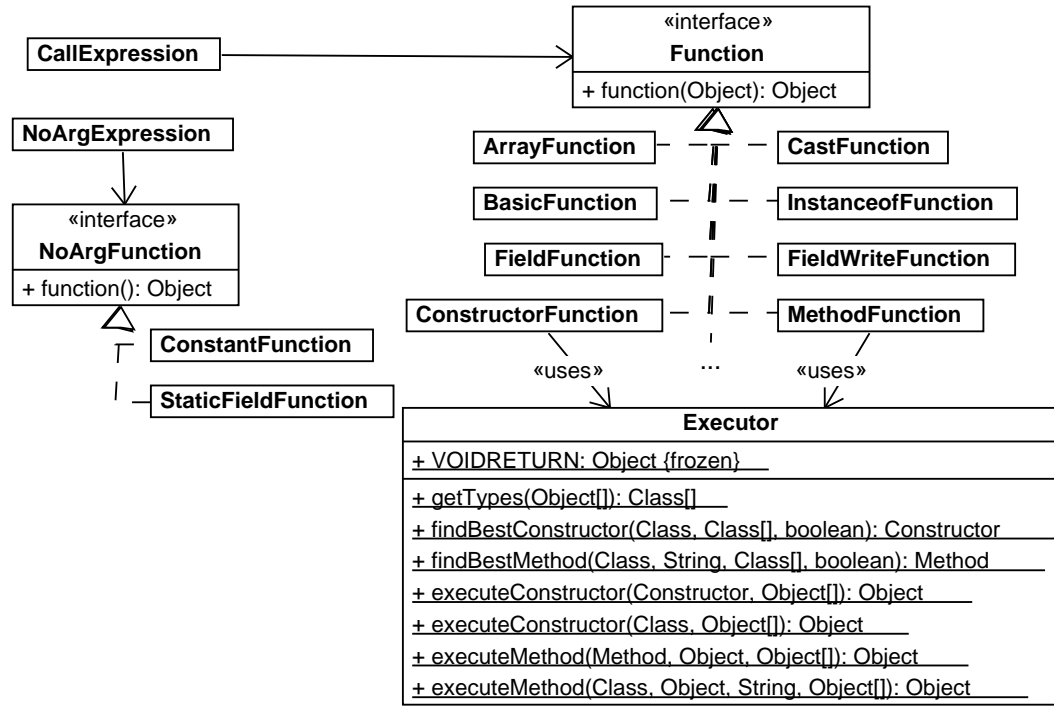 «interface»
CallExpression
Function
+ function(Object): Object
NoArgExpression
ArrayFunction
CastFunction
BasicFunction
InstanceofFunction
«interface»
NoArgFunction
+ function(): Object
FieldFunction
FieldWriteFunction
ConstructorFunction
MethodFunction
ConstantFunction
StaticFieldFunction
«uses»
...
«uses»
Executor
+ VOIDRETURN: Object {frozen}
+ getTypes(Object[]): Class[]
+ findBestConstructor(Class, Class[], boolean): Constructor
+ findBestMethod(Class, String, Class[], boolean): Method
+ executeConstructor(Constructor, Object[]): Object
+ executeConstructor(Class, Object[]): Object
+ executeMethod(Method, Object, Object[]): Object
+ executeMethod(Class, Object, String, Object[]): Object